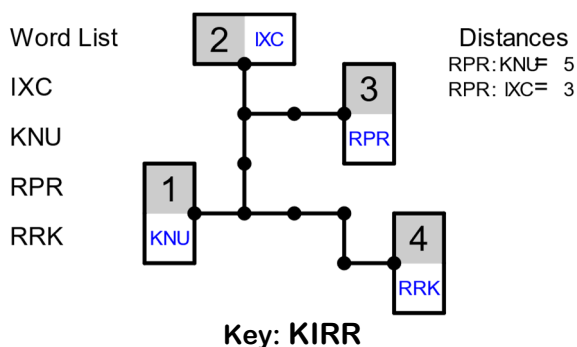 Word List
IXC
KNU
RPR
RRK
2 IXC
3
RPR
1
KNU
4
RRK
Distances
RPR:KNU= 5
RPR: IXC= 3
Key: KIRR